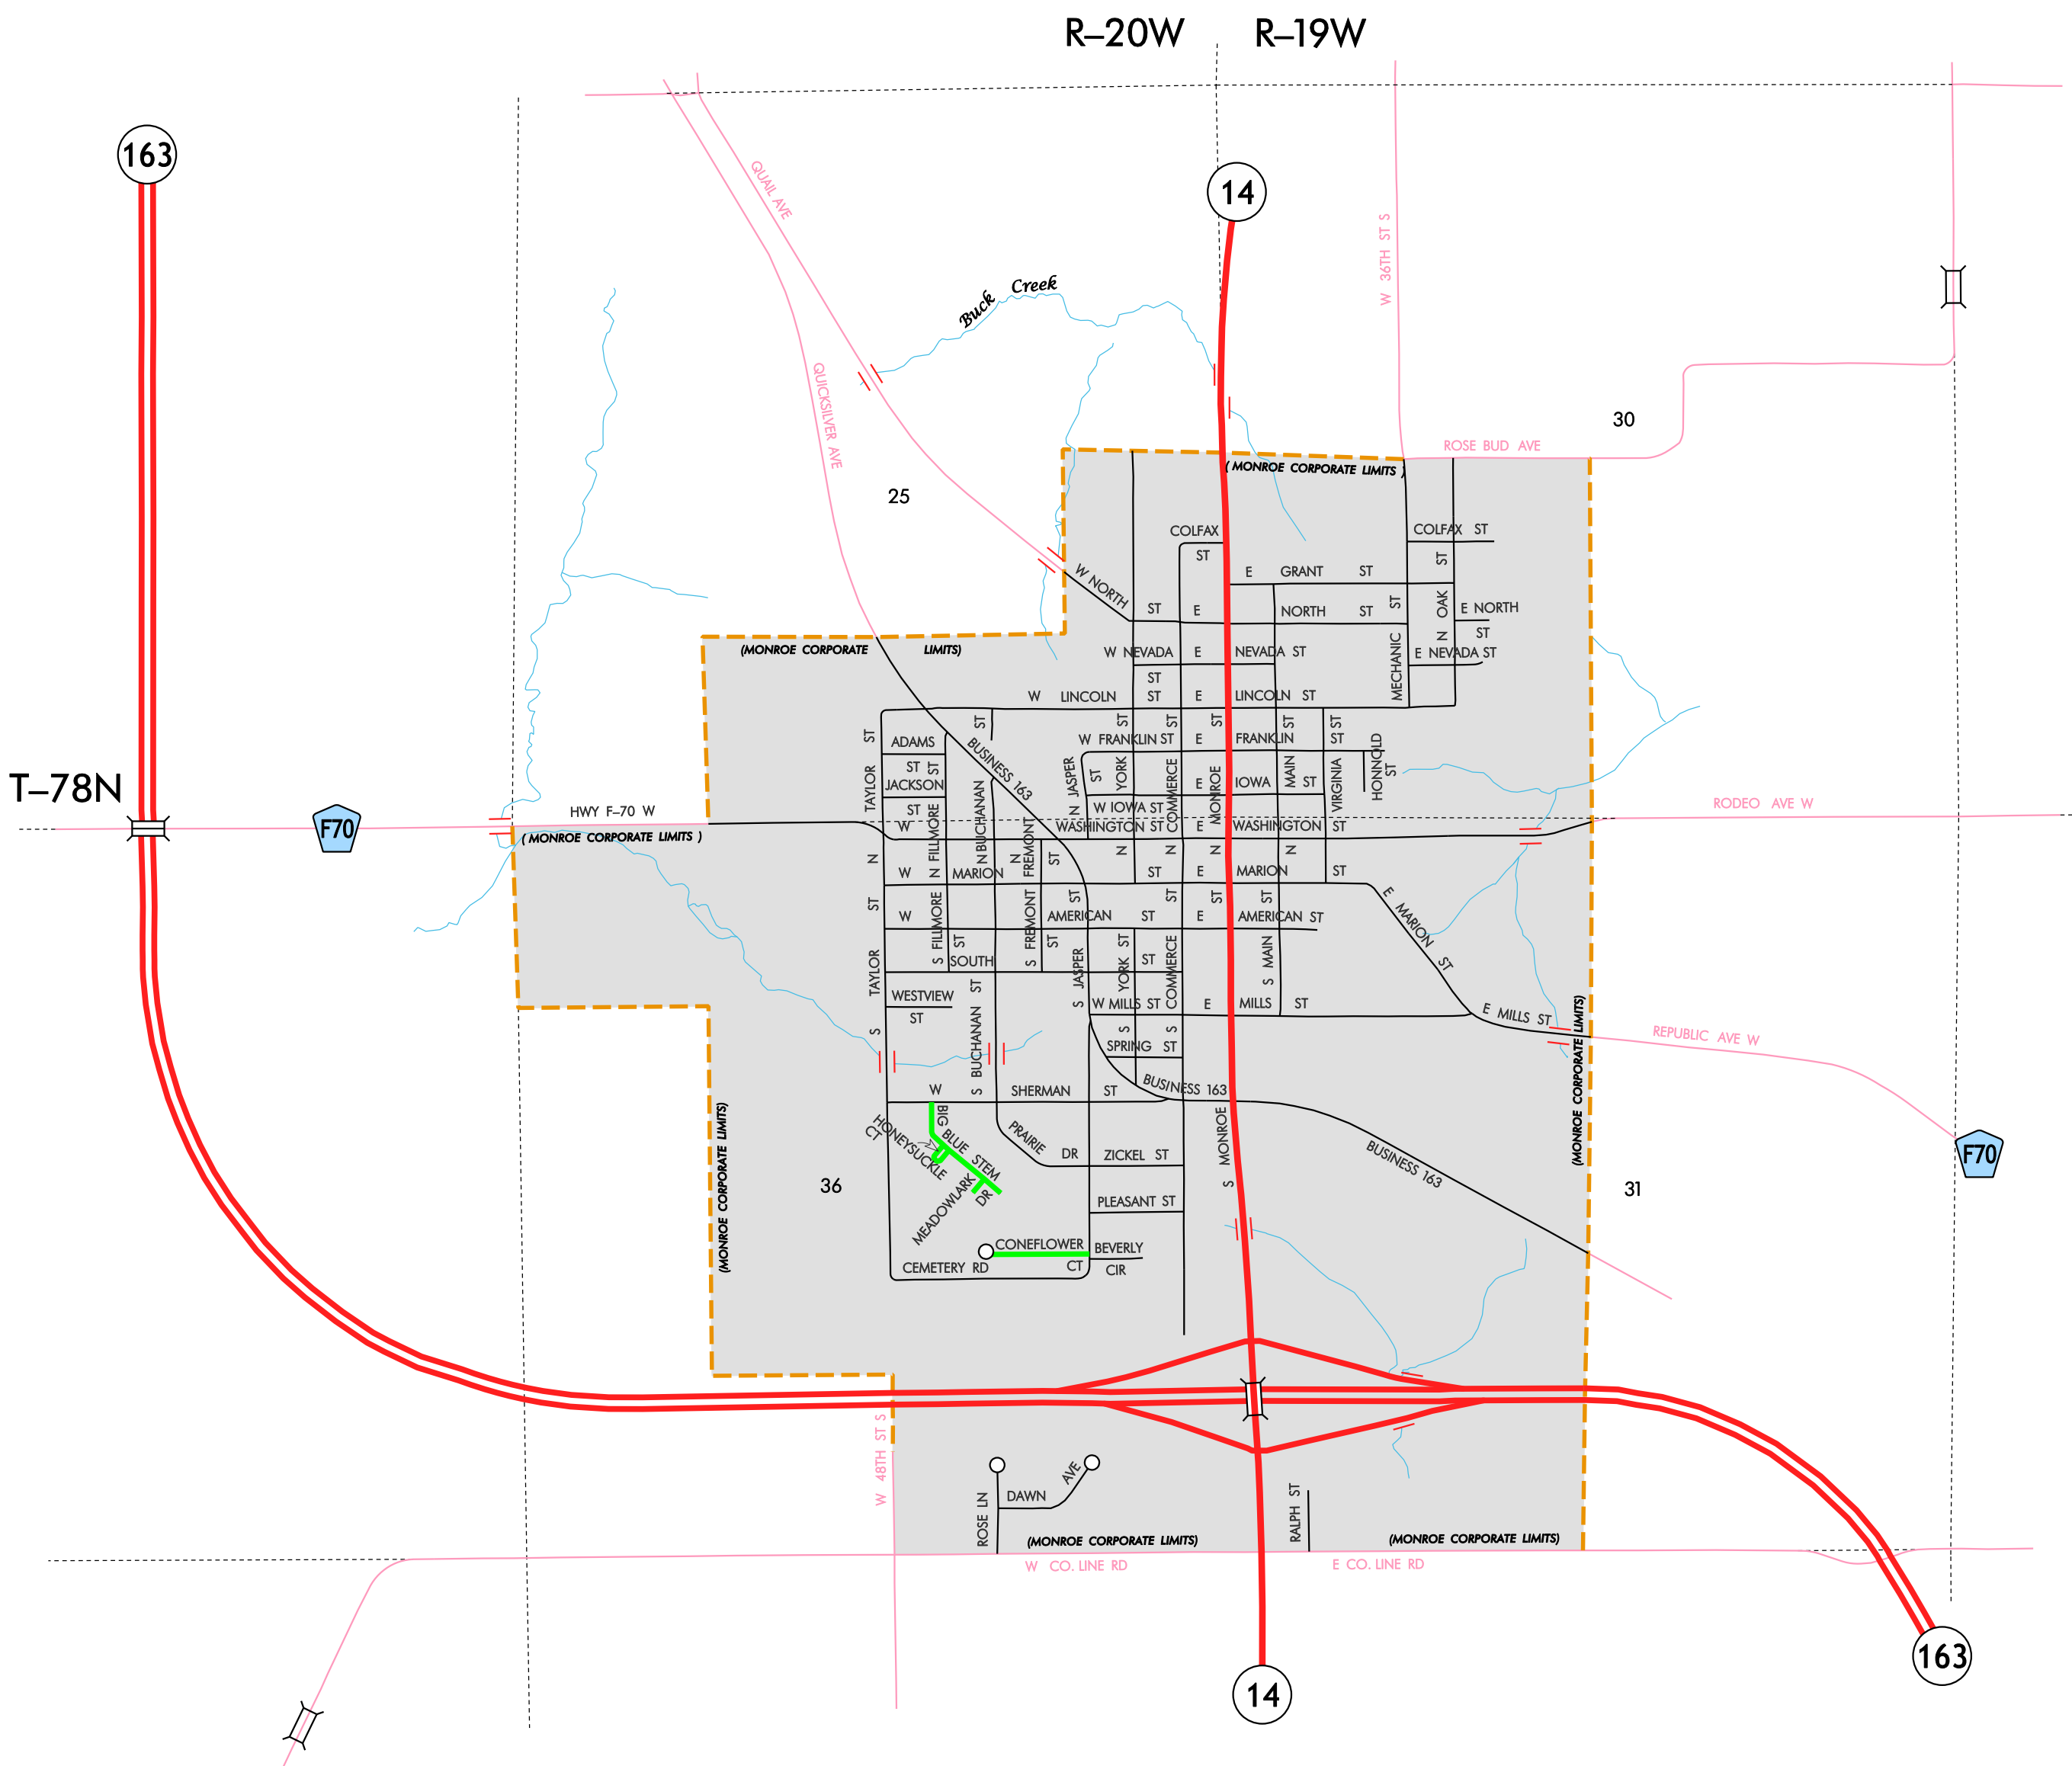 R–20W R–19W
163
14
QUAIL AVE
W 36TH ST S
Buck Creek
QUICKSILVER AVE
30
ROSE BUD AVE
( MONROE CORPORATE LIMITS )
25
COLFAX ST
COLFAX ST
E GRANT ST
W NORTH ST
E NORTH ST
N OAK ST
E NORTH ST
MECHANIC ST
(MONROE CORPORATE LIMITS)
W NEVADA ST
E NEVADA ST
E NEVADA ST
W LINCOLN ST
E LINCOLN ST
ADAMS ST
BUSINESS 163
W FRANKLIN ST
E FRANKLIN ST
HONNOLD ST
JACKSON ST
N TAYLOR ST
N FILLMORE ST
N BUCHANAN ST
N FREMONT ST
N JASPER ST
N YORK ST
N COMMERCE ST
N MONROE ST
N MAIN ST
VIRGINIA ST
W IOWA ST
E IOWA ST
T–78N
F70
HWY F–70 W
RODEO AVE W
( MONROE CORPORATE LIMITS )
W WASHINGTON ST
E WASHINGTON ST
W MARION ST
E MARION ST
E MARION ST
W AMERICAN ST
E AMERICAN ST
S TAYLOR ST
S FILLMORE ST
S FREMONT ST
S JASPER ST
S YORK ST
S COMMERCE ST
S MAIN ST
SOUTH ST
WESTVIEW ST
S BUCHANAN ST
W MILLS ST
E MILLS ST
E MILLS ST
REPUBLIC AVE W
(MONROE CORPORATE LIMITS)
SPRING ST
W SHERMAN ST
BUSINESS 163
S MONROE ST
BIG BLUE STEM DR
HONEYSUCKLE CT
MEADOWLARK
PRAIRIE DR
ZICKEL ST
BUSINESS 163
F70
(MONROE CORPORATE LIMITS)
36
31
PLEASANT ST
CONEFLOWER CT
BEVERLY CIR
CEMETERY RD
W 48TH ST S
ROSE LN
DAWN AVE
RALPH ST
(MONROE CORPORATE LIMITS)
(MONROE CORPORATE LIMITS)
W CO. LINE RD
E CO. LINE RD
163
14